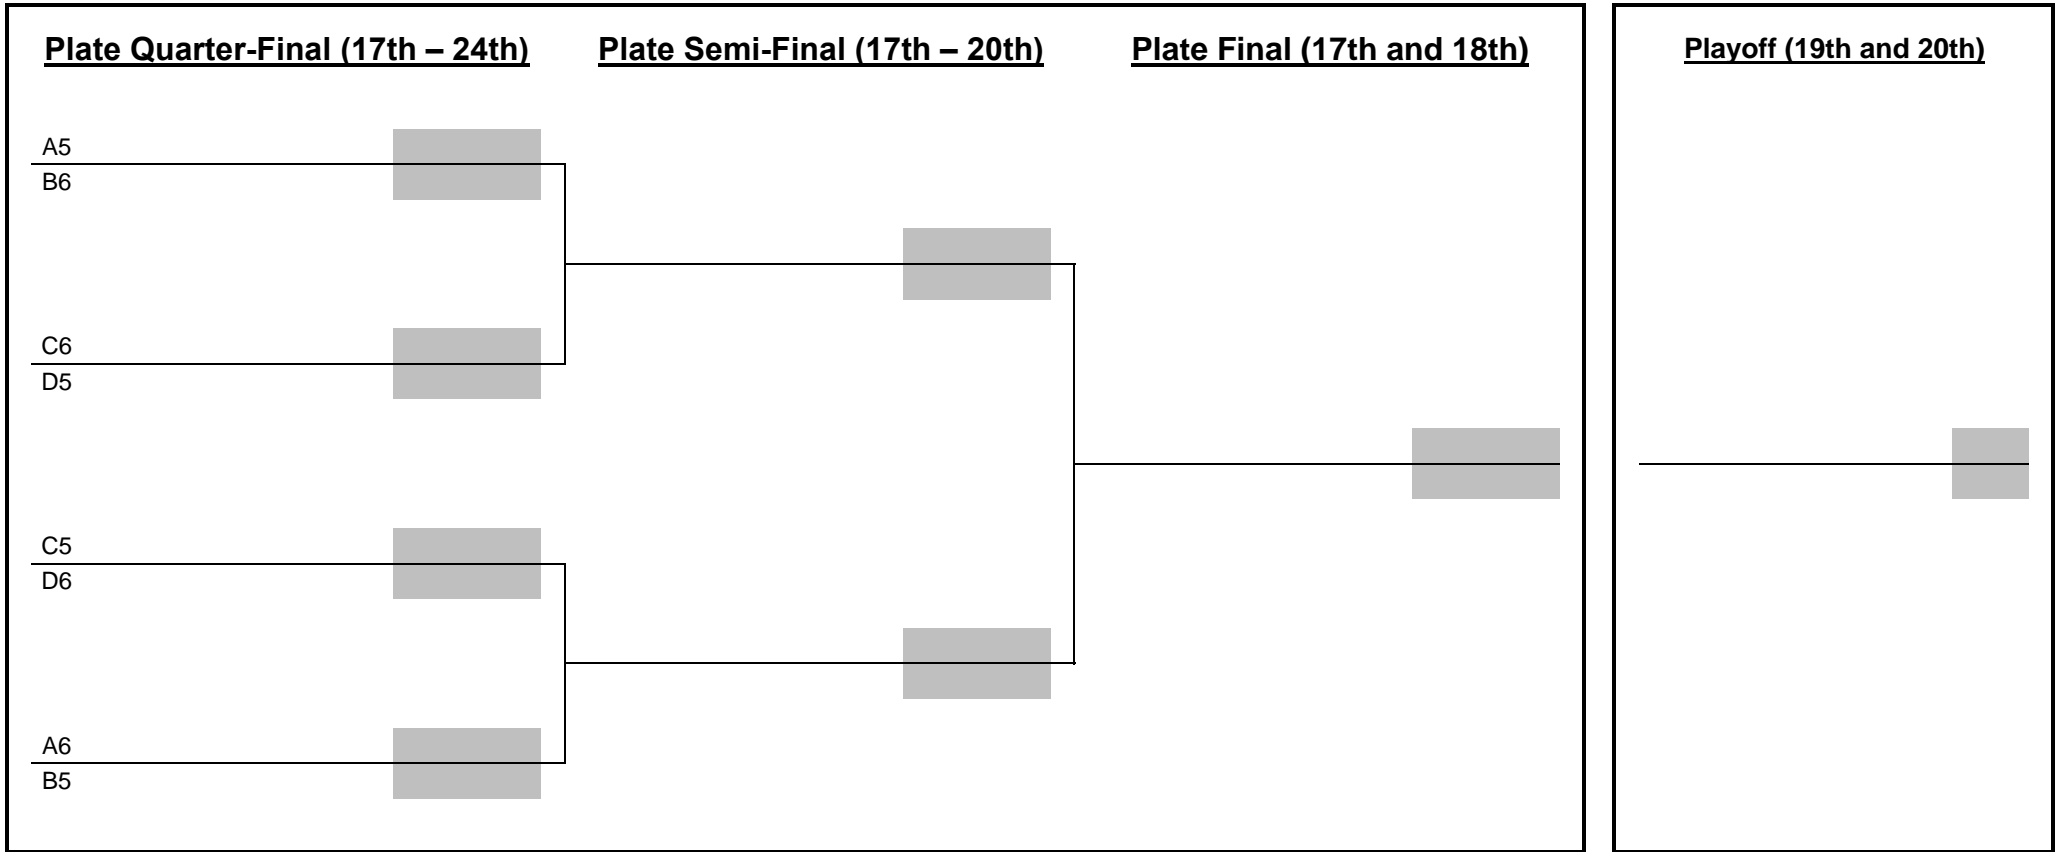 Plate Quarter-Final (17th – 24th)
Plate Semi-Final (17th – 20th)
Plate Final (17th and 18th)
Playoff (19th and 20th)
A5
B6
C6
D5
C5
D6
A6
B5